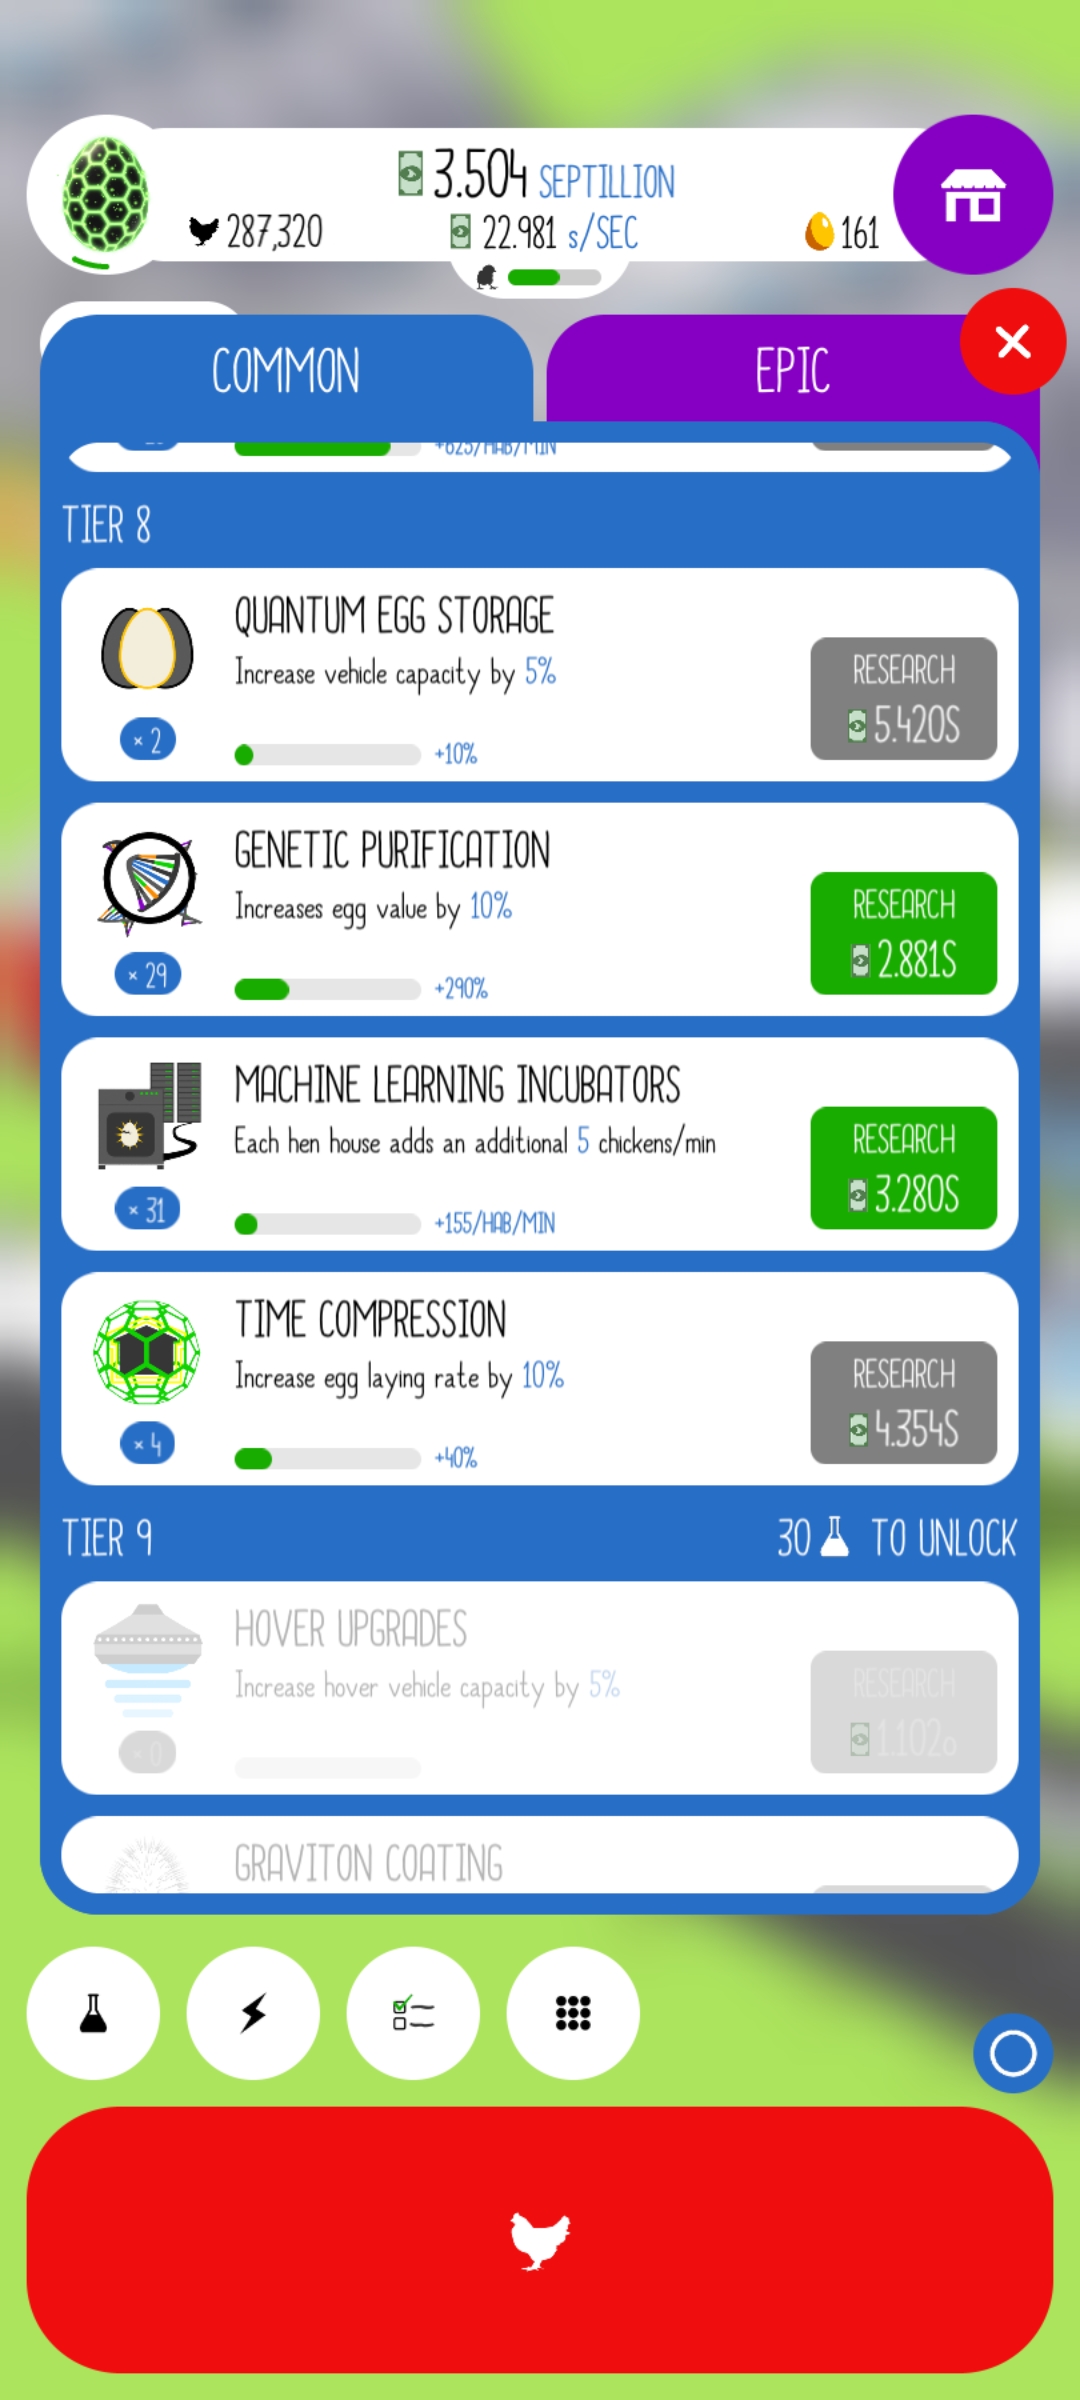 3.504 SEPTILLION
287,320
22.981 s/SEC
161
COMMON
EPIC
+625/HAB/MIN
TIER 8
QUANTUM EGG STORAGE
Increase vehicle capacity by 5%
× 2
+10%
RESEARCH
5.420S
GENETIC PURIFICATION
Increases egg value by 10%
× 29
+290%
RESEARCH
2.881S
MACHINE LEARNING INCUBATORS
Each hen house adds an additional 5 chickens/min
× 31
+155/HAB/MIN
RESEARCH
3.280S
TIME COMPRESSION
Increase egg laying rate by 10%
× 4
+40%
RESEARCH
4.354S
TIER 9
30 TO UNLOCK
HOVER UPGRADES
Increase hover vehicle capacity by 5%
× 0
RESEARCH
1.102o
GRAVITON COATING